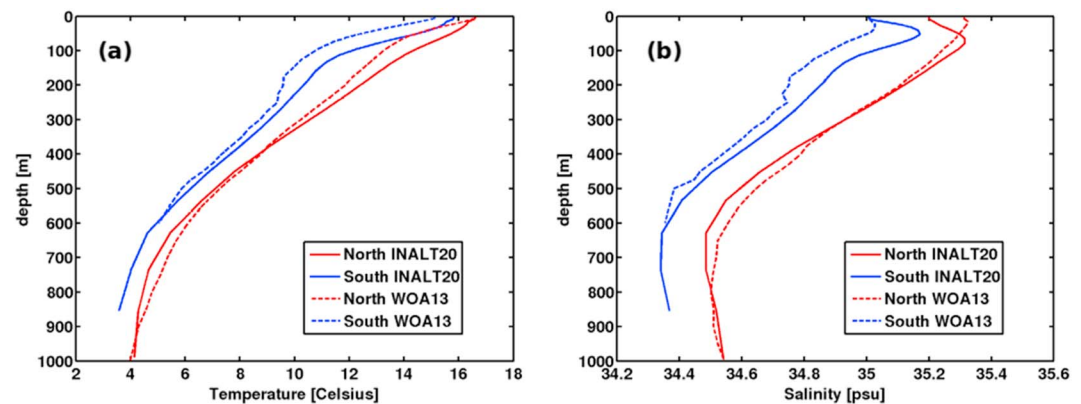 (a)
depth [m]
0
100
200
300
400
500
600
700
800
900
1000
2 4 6 8 10 12 14 16 18
Temperature [Celsius]
North INALT20
South INALT20
North WOA13
South WOA13
(b)
depth [m]
0
100
200
300
400
500
600
700
800
900
1000
34.2 34.4 34.6 34.8 35 35.2 35.4 35.6
Salinity [psu]
North INALT20
South INALT20
North WOA13
South WOA13